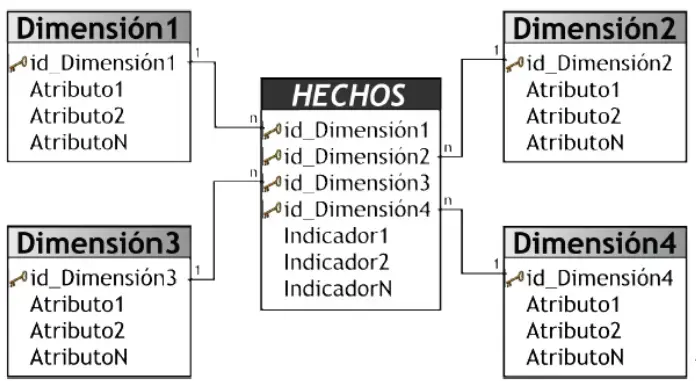 Dimensión1
id_Dimensión1
Atributo1
Atributo2
AtributoN
1
n
HECHOS
id_Dimensión1
id_Dimensión2
id_Dimensión3
id_Dimensión4
Indicador1
Indicador2
IndicadorN
Dimensión2
id_Dimensión2
Atributo1
Atributo2
AtributoN
1
n
Dimensión3
id_Dimensión3
Atributo1
Atributo2
AtributoN
1
n
Dimensión4
id_Dimensión4
Atributo1
Atributo2
AtributoN
1
n